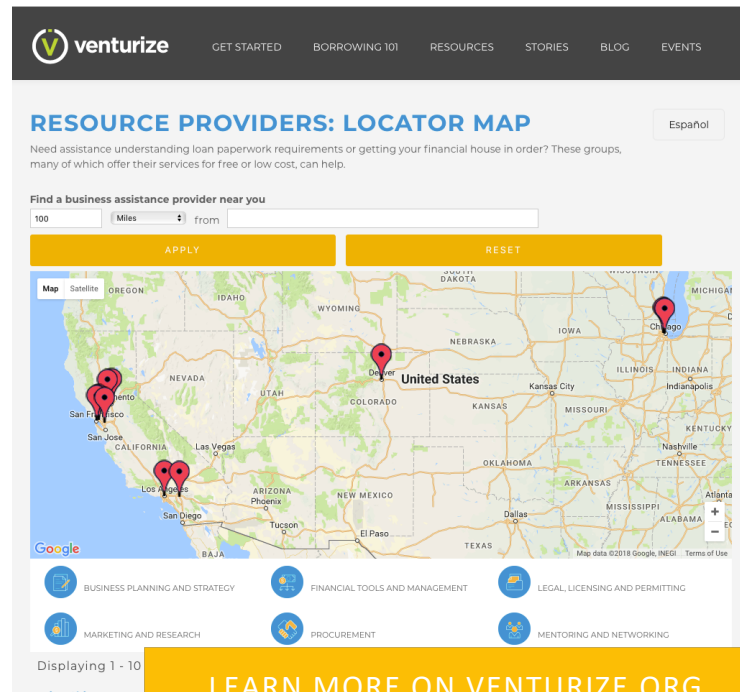 venturize
GET STARTED BORROWING 101 RESOURCES STORIES BLOG EVENTS
RESOURCE PROVIDERS: LOCATOR MAP
Español
Need assistance understanding loan paperwork requirements or getting your financial house in order? These groups,
many of which offer their services for free or low cost, can help.
Find a business assistance provider near you
100 Miles from
APPLY RESET
Map Satellite
OREGON
IDAHO
WYOMING
DAKOTA
MICHIGA
IOWA
NEBRASKA
NEVADA
UTAH
Denver
COLORADO
United States
KANSAS
Kansas City
MISSOURI
ILLINOIS
INDIANA
Indianapolis
KENTUCKY
San Jose
CALIFORNIA
Las Vegas
ARIZONA
Phoenix
NEW MEXICO
OKLAHOMA
ARKANSAS
Nashville
TENNESSEE
San Diego
Tucson
El Paso
Dallas
TEXAS
MISSISSIPPI
ALABAMA
Atlanta
BAJA
+
−
Google
Map data ©2018 Google, INEGI Terms of Use
BUSINESS PLANNING AND STRATEGY FINANCIAL TOOLS AND MANAGEMENT LEGAL, LICENSING AND PERMITTING
MARKETING AND RESEARCH PROCUREMENT MENTORING AND NETWORKING
Displaying 1 - 10
LEARN MORE ON VENTURIZE.ORG